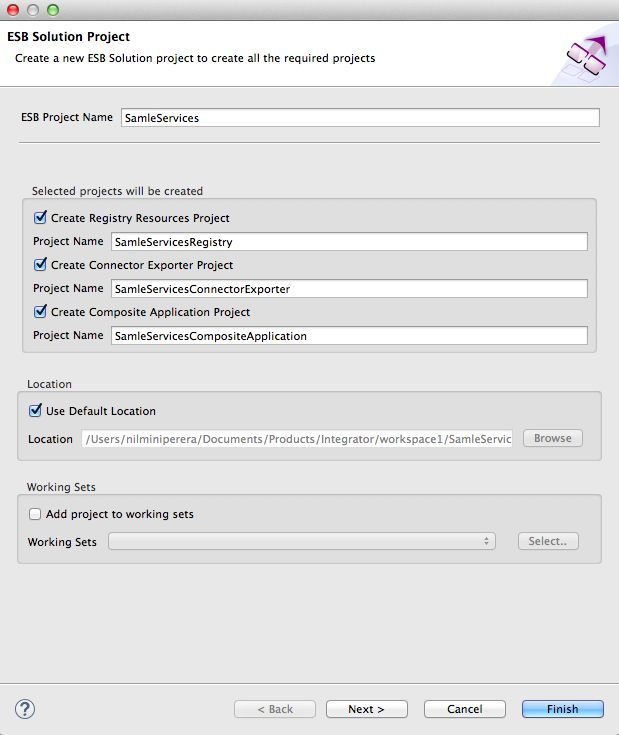 ESB Solution Project
Create a new ESB Solution project to create all the required projects
ESB Project Name SamleServices
Selected projects will be created
Create Registry Resources Project
Project Name SamleServicesRegistry
Create Connector Exporter Project
Project Name SamleServicesConnectorExporter
Create Composite Application Project
Project Name SamleServicesCompositeApplication
Location
Use Default Location
Location /Users/nilminiperera/Documents/Products/Integrator/workspace1/SamleServic Browse
Working Sets
Add project to working sets
Working Sets Select..
? < Back Next > Cancel Finish